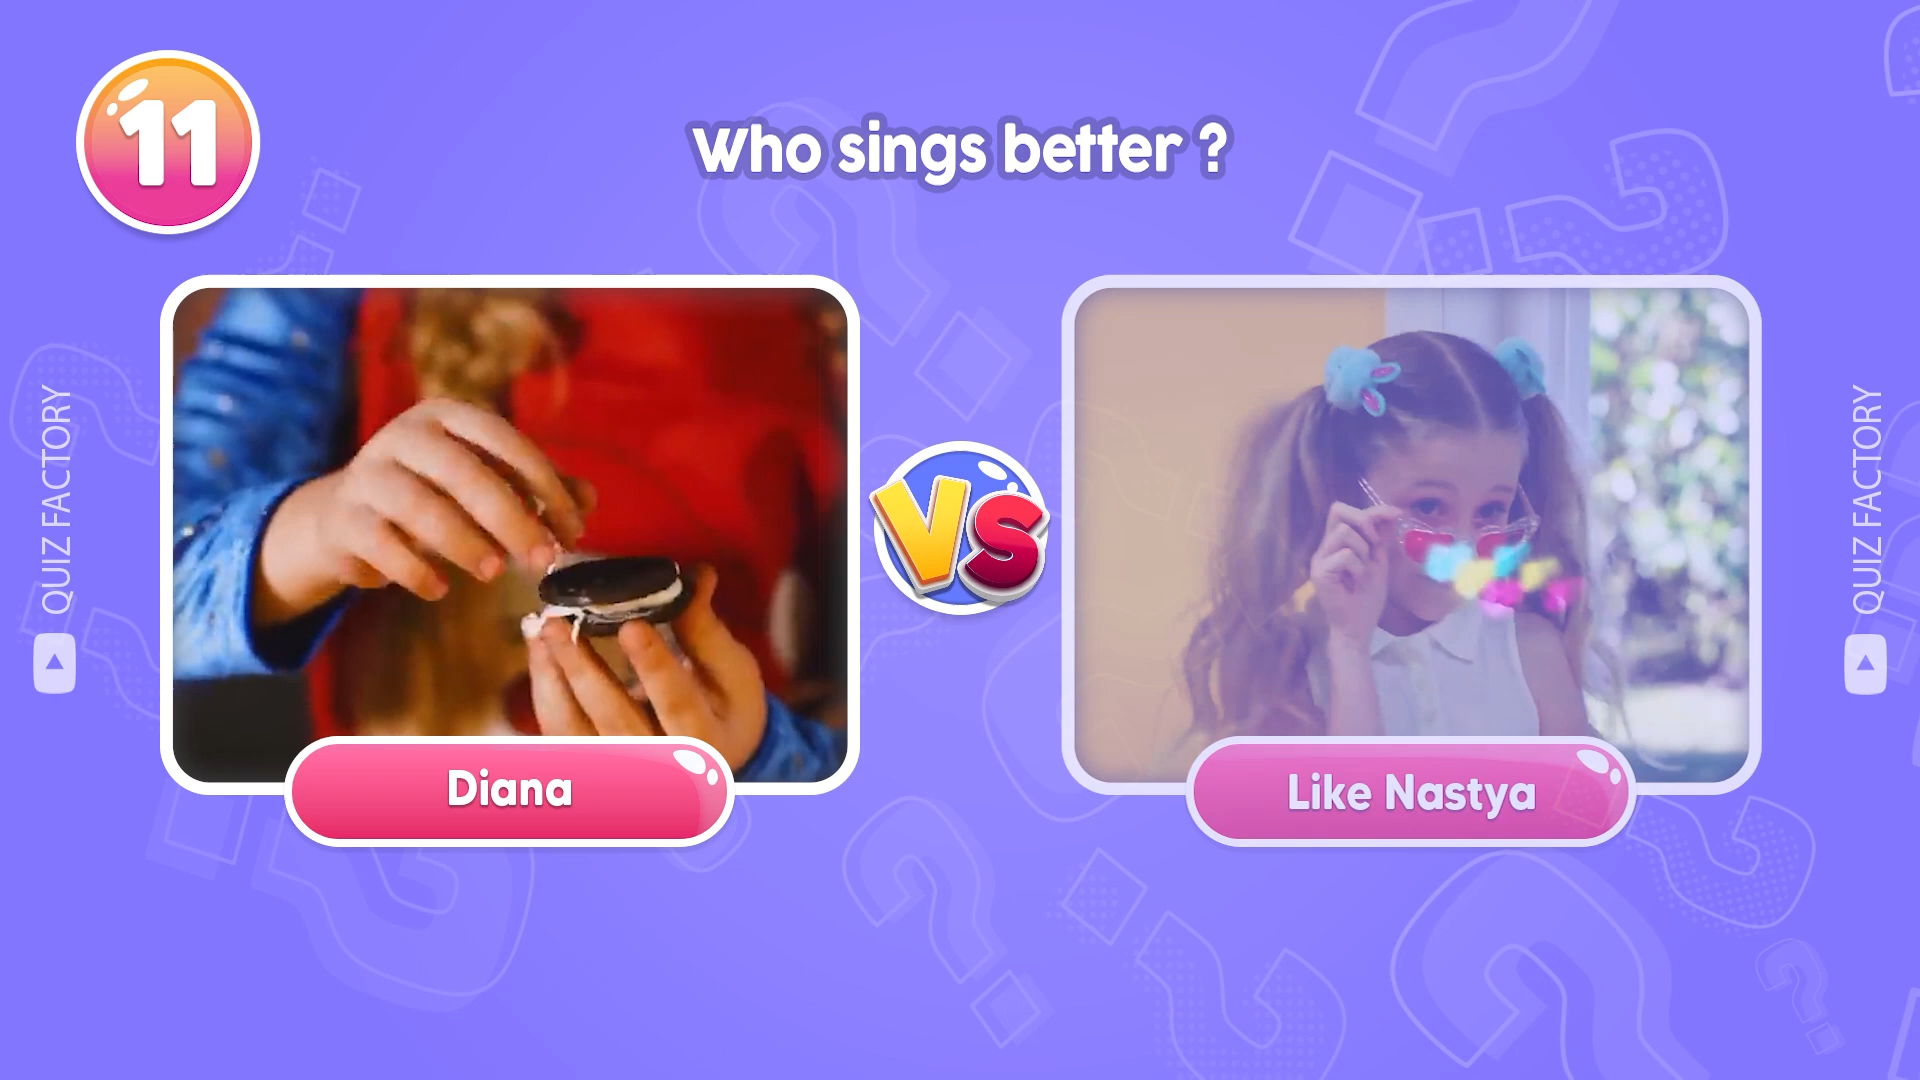 11
Who sings better ?
QUIZ FACTORY
VS
QUIZ FACTORY
Diana
Like Nastya